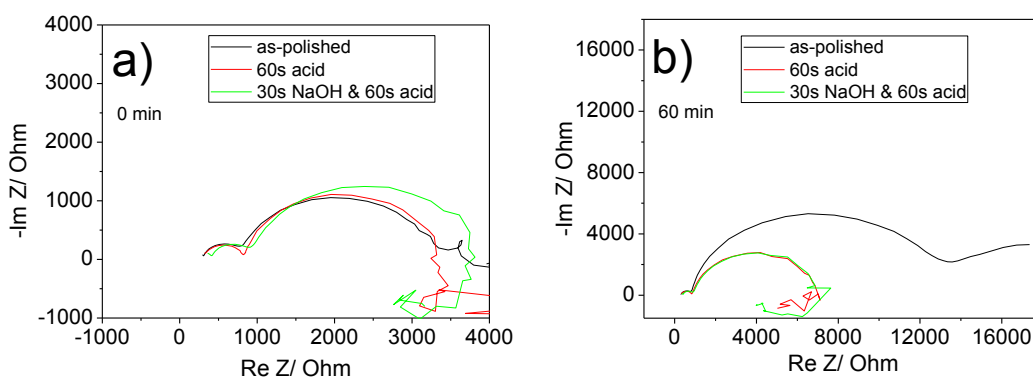 a)
0 min
as-polished
60s acid
30s NaOH & 60s acid
4000
3000
2000
1000
0
-1000
-1000 0 1000 2000 3000 4000
-Im Z/ Ohm
Re Z/ Ohm
b)
60 min
as-polished
60s acid
30s NaOH & 60s acid
16000
12000
8000
4000
0
0 4000 8000 12000 16000
-Im Z/ Ohm
Re Z/ Ohm